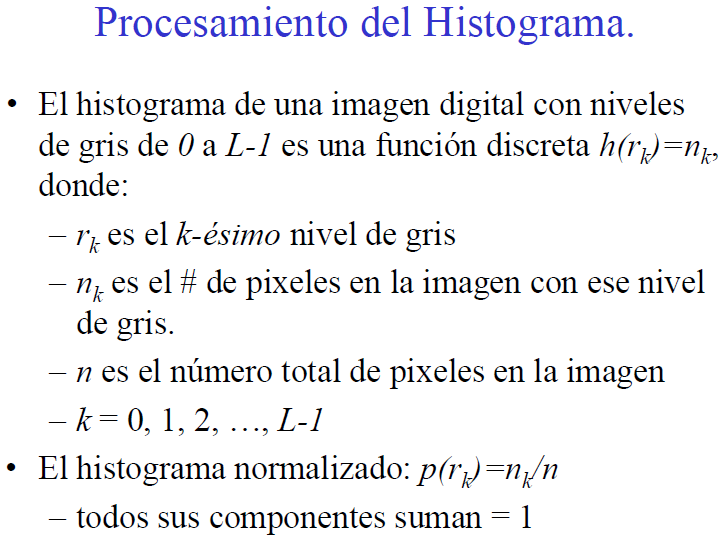 Procesamiento del Histograma.
• El histograma de una imagen digital con niveles
de gris de 0 a L-1 es una función discreta h(rk)=nk,
donde:
– rk es el k-ésimo nivel de gris
– nk es el # de pixeles en la imagen con ese nivel
de gris.
– n es el número total de pixeles en la imagen
– k = 0, 1, 2, …, L-1
• El histograma normalizado: p(rk)=nk/n
– todos sus componentes suman = 1